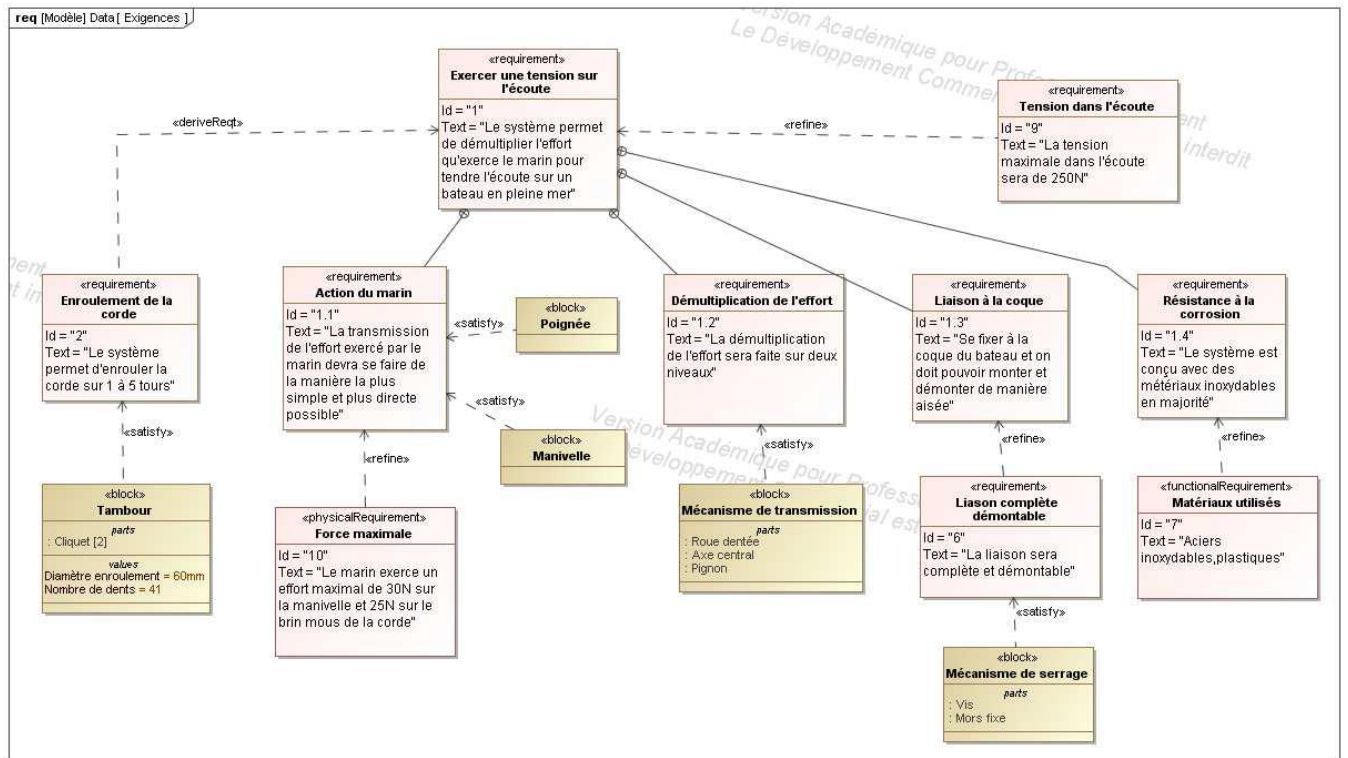 req [Modèle] Data [ Exigences ]
Version Académique pour Profess
Le Développement Comme
ent
interdit
«requirement»
Exercer une tension sur
l'écoute
Id = "1"
Text = "Le système permet
de démultiplier l'effort
qu'exerce le marin pour
tendre l'écoute sur un
bateau en pleine mer"
«requirement»
Tension dans l'écoute
Id = "9"
Text = "La tension
maximale dans l'écoute
sera de 250N"
«deriveReqt»
«refine»
ment
t in
«requirement»
Enroulement de la
corde
Id = "2"
Text = "Le système
permet d'enrouler la
corde sur 1 à 5 tours"
«requirement»
Action du marin
Id = "1.1"
Text = "La transmission
de l'effort exercé par le
marin devra se faire de
la manière la plus
simple et plus directe
possible"
«satisfy»
«block»
Poignée
«satisfy»
«block»
Manivelle
«requirement»
Démultiplication de l'effort
Id = "1.2"
Text = "La démultiplication
de l'effort sera faite sur deux
niveaux"
«requirement»
Liaison à la coque
Id = "1.3"
Text = "Se fixer à la
coque du bateau et on
doit pouvoir monter et
démonter de manière
aisée"
«requirement»
Résistance à la
corrosion
Id = "1.4"
Text = "Le système est
conçu avec des
métériaux inoxydables
en majorité"
«satisfy»
«refine»
«satisfy»
«refine»
«refine»
Version Académique pour Profess
Développement
ial est
«block»
Tambour
parts
: Cliquet [2]
values
Diamètre enroulement = 60mm
Nombre de dents = 41
«physicalRequirement»
Force maximale
Id = "10"
Text = "Le marin exerce un
effort maximal de 30N sur
la manivelle et 25N sur le
brin mous de la corde"
«block»
Mécanisme de transmission
parts
: Roue dentée
: Axe central
: Pignon
«requirement»
Liason complète
démontable
Id = "6"
Text = "La liaison sera
complète et démontable"
«functionalRequirement»
Matériaux utilisés
Id = "7"
Text = "Aciers
inoxydables,plastiques"
«satisfy»
«block»
Mécanisme de serrage
parts
: Vis
: Mors fixe